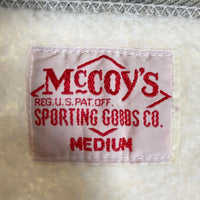 McCOY'S
REG.U.S.PAT.OFF.
SPORTING GOODS CO.
MEDIUM